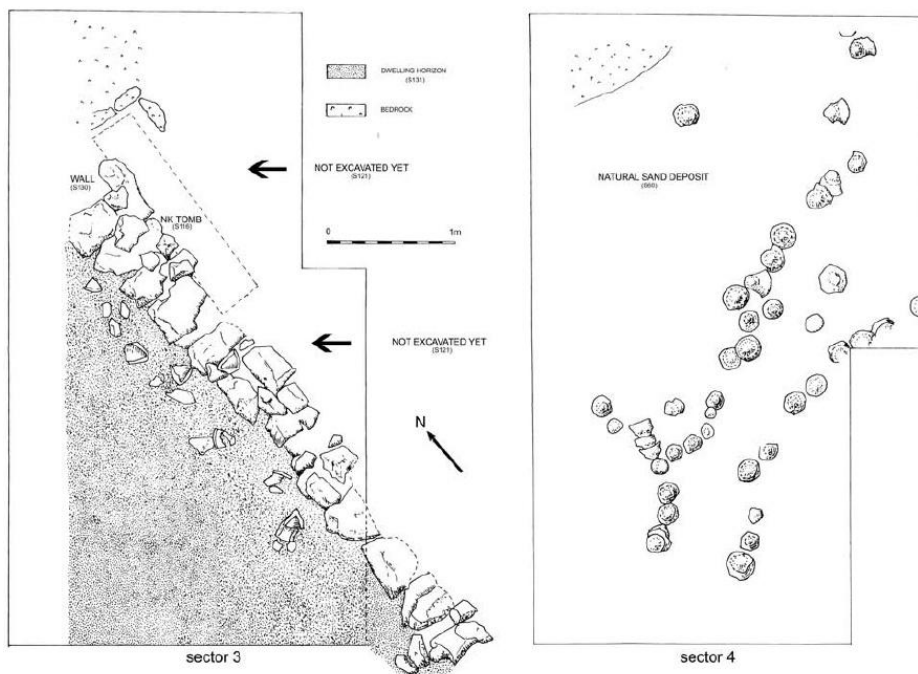 DWELLING HORIZON
(S131)
BEDROCK
NOT EXCAVATED YET
(S121)
WALL
(S130)
NK TOMB
(S116)
0 1m
NOT EXCAVATED YET
(S121)
N
sector 3
NATURAL SAND DEPOSIT
sector 4